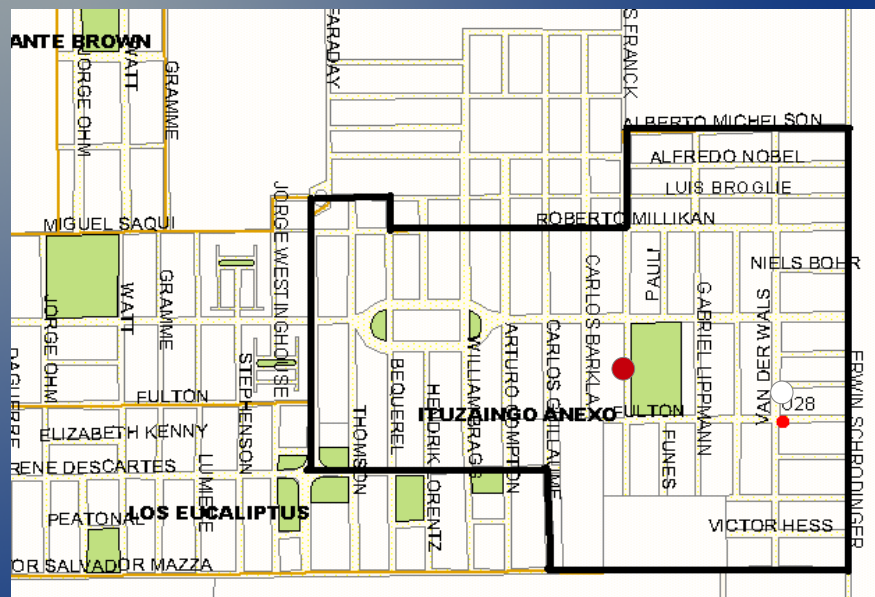 ANTE BROWN
JORGE OHM
WATT
GRAMME
FARADAY
S FRANCK
ALBERTO MICHELSON
ALFREDO NOBEL
LUIS BROGLIE
ROBERTO MILLIKAN
MIGUEL SAQUI
JORGE WESTINGHOUSE
NIELS BOHR
PAULI
CARLOS BARKLA
GABRIEL LIPPMANN
VAN DER WALS
JORGE OHM
WATT
GRAMME
STEPHENSON
THOMSON
BEQUEREL
HENDRIK LORENTZ
WILLIAM BRAGG
ARTURO COMPTON
CARLOS GUILLAUME
ERWIN SCHRODINGER
DAGUERRE
FULTON
ITUZAINGO ANEXO
FULTON
028
ELIZABETH KENNY
FUNES
RENE DESCARTES
LUMIERE
PEATONAL
LOS EUCALIPTUS
VICTOR HESS
OR SALVADOR MAZZA